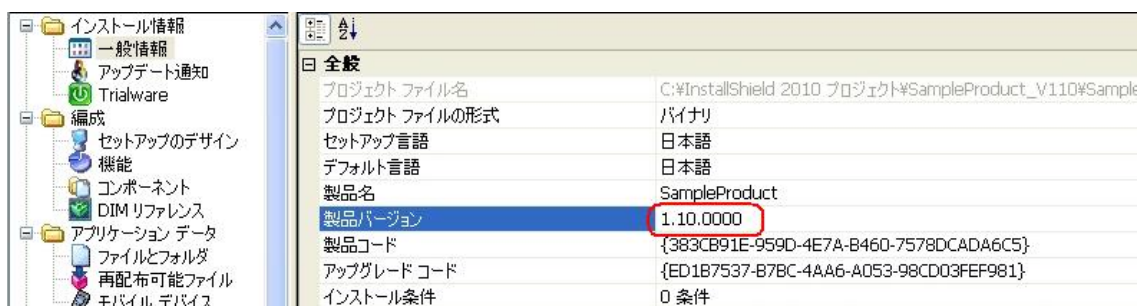 インストール情報
一般情報
アップデート通知
Trialware
編成
セットアップのデザイン
機能
コンポーネント
DIM リファレンス
アプリケーション データ
ファイルとフォルダ
再配布可能ファイル
モバイル デバイス
全般
プロジェクト ファイル名 C:¥InstallShield 2010 プロジェクト¥SampleProduct_V110¥Sample
プロジェクト ファイルの形式 バイナリ
セットアップ言語 日本語
デフォルト言語 日本語
製品名 SampleProduct
製品バージョン 1.10.0000
製品コード {383CB91E-959D-4E7A-B460-7578DCADA6C5}
アップグレード コード {ED1B7537-B7BC-4AA6-A053-98CD03FEF981}
インストール条件 0 条件